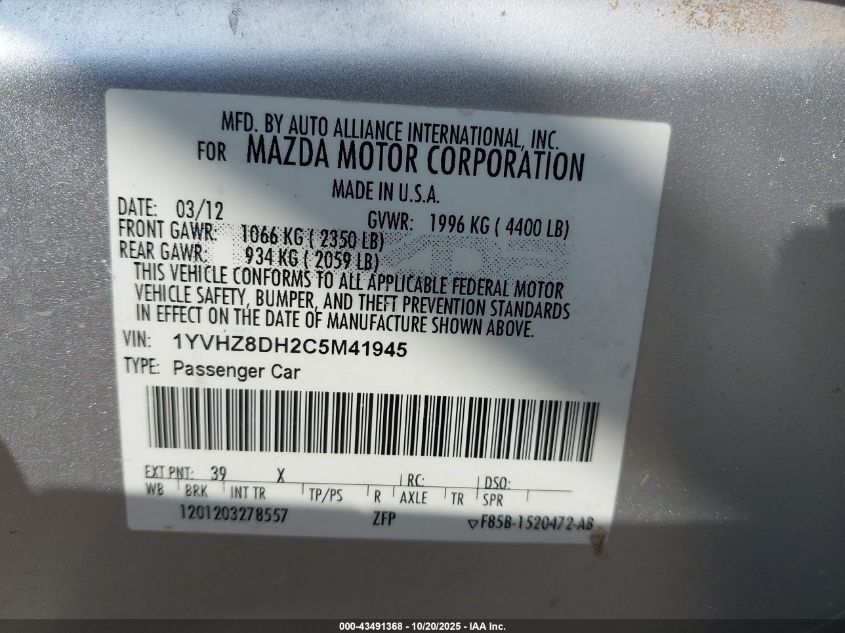 MFD. BY AUTO ALLIANCE INTERNATIONAL, INC.
FOR MAZDA MOTOR CORPORATION
MADE IN U.S.A.
DATE: 03/12 GVWR: 1996 KG ( 4400 LB)
FRONT GAWR: 1066 KG ( 2350 LB)
REAR GAWR: 934 KG ( 2059 LB)
THIS VEHICLE CONFORMS TO ALL APPLICABLE FEDERAL MOTOR
VEHICLE SAFETY, BUMPER, AND THEFT PREVENTION STANDARDS
IN EFFECT ON THE DATE OF MANUFACTURE SHOWN ABOVE.
VIN: 1YVHZ8DH2C5M41945
TYPE: Passenger Car
EXT PNT: 39 X RC: DSO:
WB BRK INT TR TP/PS R AXLE TR SPR
1201203278557 ZFP ▽F85B-1520472-AB
000-43491368 - 10/20/2025 - IAA Inc.